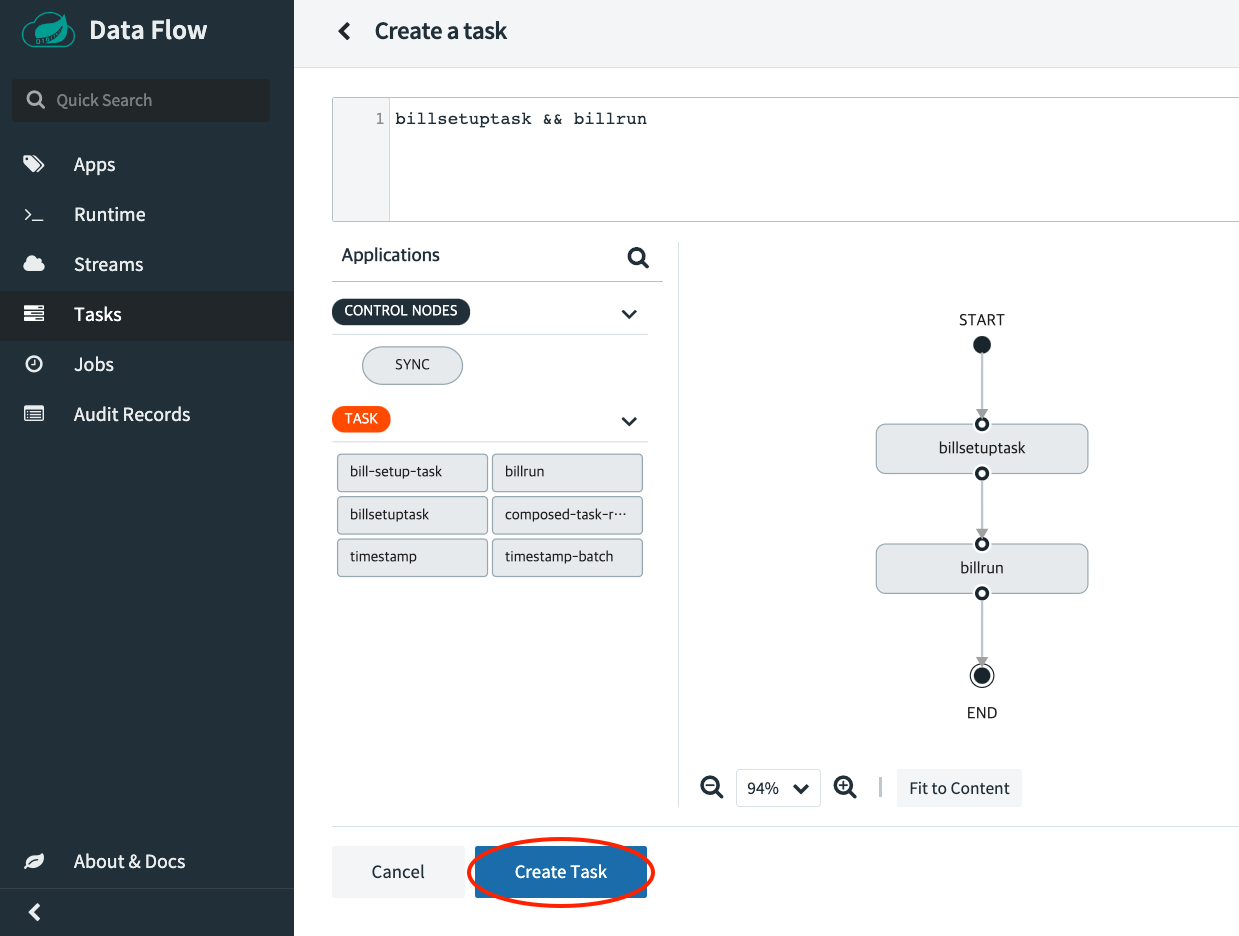 Data Flow
Quick Search
Apps
Runtime
Streams
Tasks
Jobs
Audit Records
About & Docs
Create a task
1 billsetuptask && billrun
Applications
CONTROL NODES
SYNC
TASK
bill-setup-task billrun
billsetuptask composed-task-r···
timestamp timestamp-batch
START
billsetuptask
billrun
END
94%
Fit to Content
Cancel
Create Task